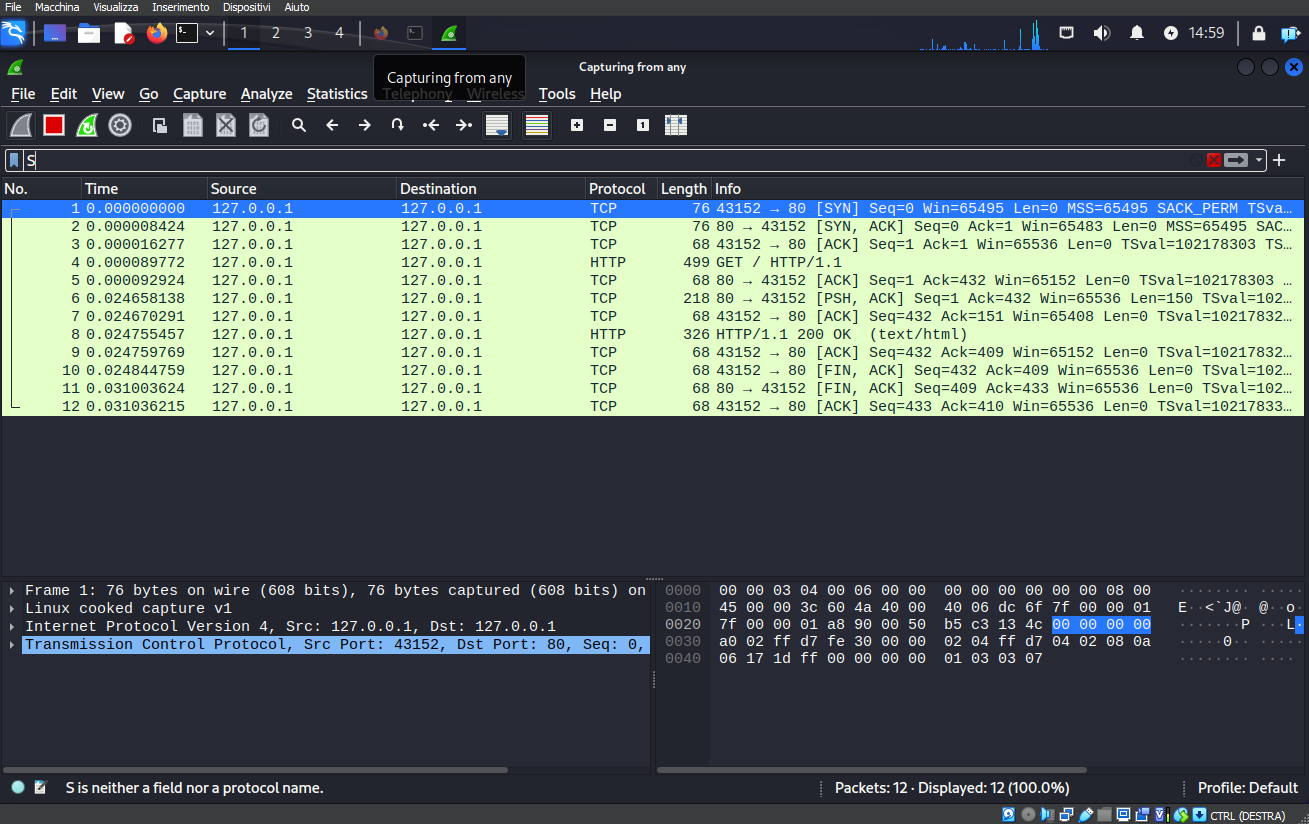 File Macchina Visualizza Inserimento Dispositivi Aiuto
1 2 3 4 14:59
Capturing from any
Capturing from any
File Edit View Go Capture Analyze Statistics Telephony Wireless Tools Help
S
No. Time Source Destination Protocol Length Info
1 0.000000000 127.0.0.1 127.0.0.1 TCP 76 43152 → 80 [SYN] Seq=0 Win=65495 Len=0 MSS=65495 SACK_PERM TSva…
2 0.000008424 127.0.0.1 127.0.0.1 TCP 76 80 → 43152 [SYN, ACK] Seq=0 Ack=1 Win=65483 Len=0 MSS=65495 SAC…
3 0.000016277 127.0.0.1 127.0.0.1 TCP 68 43152 → 80 [ACK] Seq=1 Ack=1 Win=65536 Len=0 TSval=102178303 TS…
4 0.000089772 127.0.0.1 127.0.0.1 HTTP 499 GET / HTTP/1.1
5 0.000092924 127.0.0.1 127.0.0.1 TCP 68 80 → 43152 [ACK] Seq=1 Ack=432 Win=65152 Len=0 TSval=102178303 …
6 0.024658138 127.0.0.1 127.0.0.1 TCP 218 80 → 43152 [PSH, ACK] Seq=1 Ack=432 Win=65536 Len=150 TSval=102…
7 0.024670291 127.0.0.1 127.0.0.1 TCP 68 43152 → 80 [ACK] Seq=432 Ack=151 Win=65408 Len=0 TSval=10217832…
8 0.024755457 127.0.0.1 127.0.0.1 HTTP 326 HTTP/1.1 200 OK (text/html)
9 0.024759769 127.0.0.1 127.0.0.1 TCP 68 43152 → 80 [ACK] Seq=432 Ack=409 Win=65152 Len=0 TSval=10217832…
10 0.024844759 127.0.0.1 127.0.0.1 TCP 68 43152 → 80 [FIN, ACK] Seq=432 Ack=409 Win=65536 Len=0 TSval=102…
11 0.031003624 127.0.0.1 127.0.0.1 TCP 68 80 → 43152 [FIN, ACK] Seq=409 Ack=433 Win=65536 Len=0 TSval=102…
12 0.031036215 127.0.0.1 127.0.0.1 TCP 68 43152 → 80 [ACK] Seq=433 Ack=410 Win=65536 Len=0 TSval=10217833…
Frame 1: 76 bytes on wire (608 bits), 76 bytes captured (608 bits) on
Linux cooked capture v1
Internet Protocol Version 4, Src: 127.0.0.1, Dst: 127.0.0.1
Transmission Control Protocol, Src Port: 43152, Dst Port: 80, Seq: 0,
0000 00 00 03 04 00 06 00 00 00 00 00 00 00 00 08 00 ········ ········
0010 45 00 00 3c 60 4a 40 00 40 06 dc 6f 7f 00 00 01 E··<`J@· @··o
0020 7f 00 00 01 a8 90 00 50 b5 c3 13 4c 00 00 00 00 ·······P ···L·
0030 a0 02 ff d7 fe 30 00 00 02 04 ff d7 04 02 08 0a ·····0·· ········
0040 06 17 1d ff 00 00 00 00 01 03 03 07 ········ ····
S is neither a field nor a protocol name. Packets: 12 · Displayed: 12 (100.0%) Profile: Default
CTRL (DESTRA)